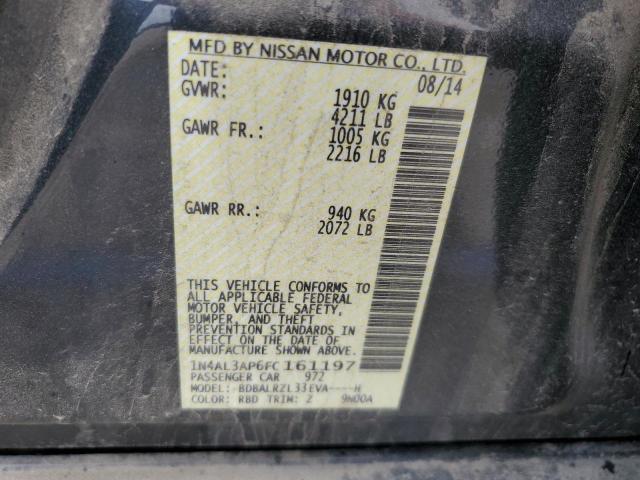 MFD BY NISSAN MOTOR CO., LTD.
DATE: 08/14
GVWR: 1910 KG
4211 LB
GAWR FR.: 1005 KG
2216 LB
GAWR RR.: 940 KG
2072 LB
THIS VEHICLE CONFORMS TO
ALL APPLICABLE FEDERAL
MOTOR VEHICLE SAFETY,
BUMPER, AND THEFT
PREVENTION STANDARDS IN
EFFECT ON THE DATE OF
MANUFACTURE SHOWN ABOVE.
1N4AL3AP6FC161197
PASSENGER CAR 972
MODEL: BDBALRZL33EVA----H
COLOR: RBD TRIM: Z 9N00A